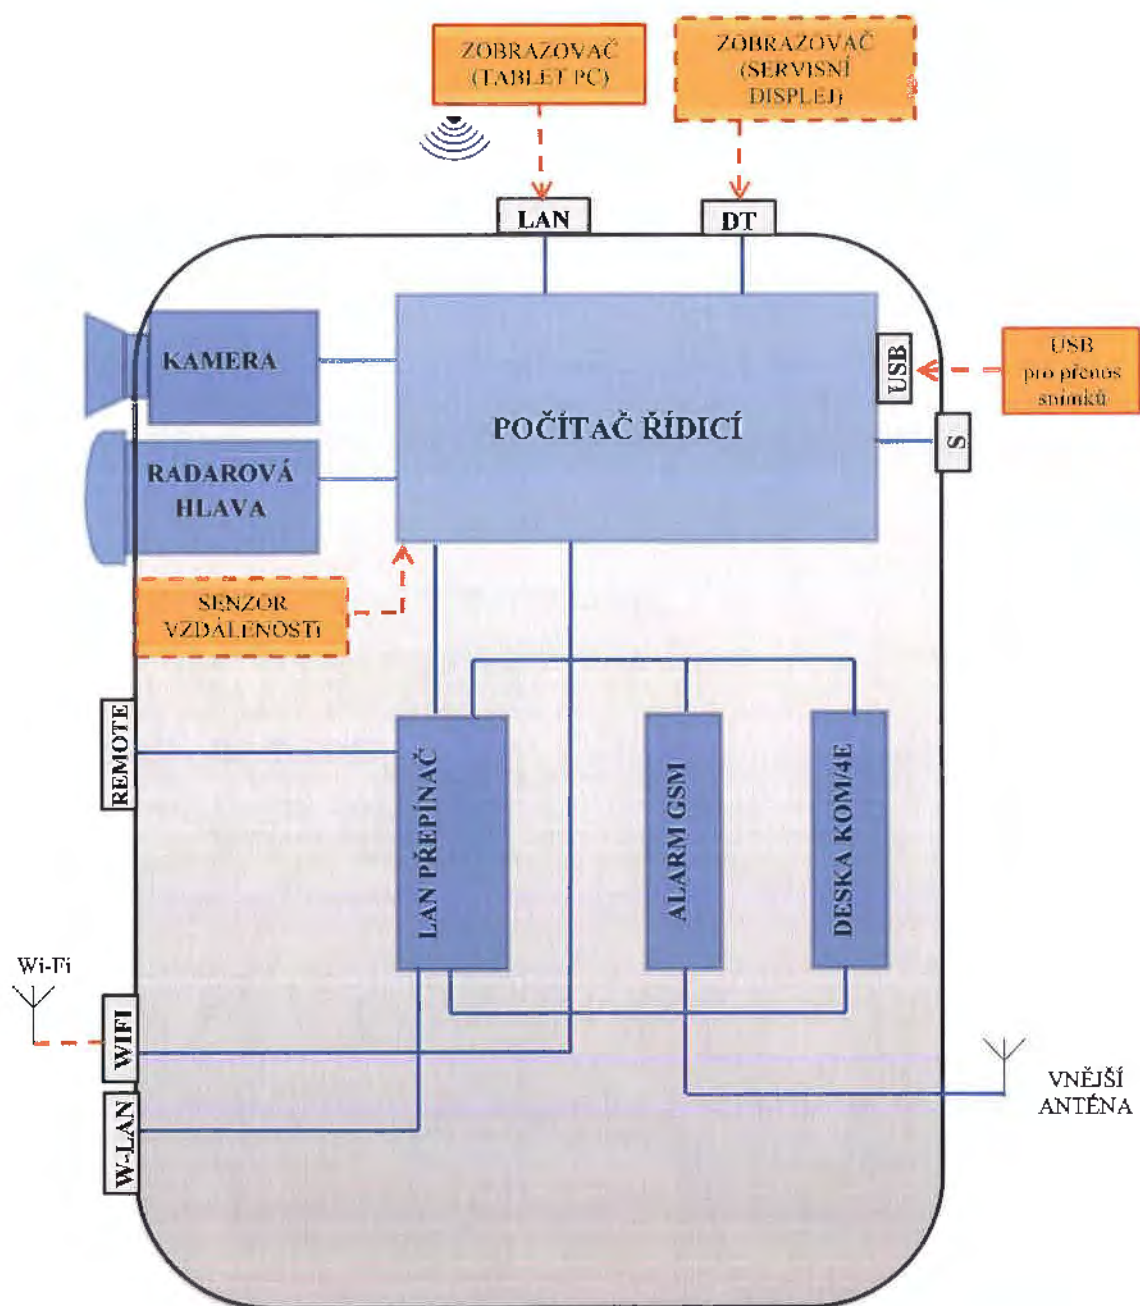 ZOBRAZOVAČ
(TABLET PC)
ZOBRAZOVAČ
(SERVISNÍ
DISPLEJ)
LAN
DT
KAMERA
USB
USB
pro přenos
snímků
POČÍTAČ ŘÍDICÍ
S
RADAROVÁ
HLAVA
SENZOR
VZDÁLENOSTI
REMOTE
LAN PŘEPÍNAČ
ALARM GSM
DESKA KOM/4E
Wi-Fi
WIFI
W-LAN
VNĚJŠÍ
ANTÉNA